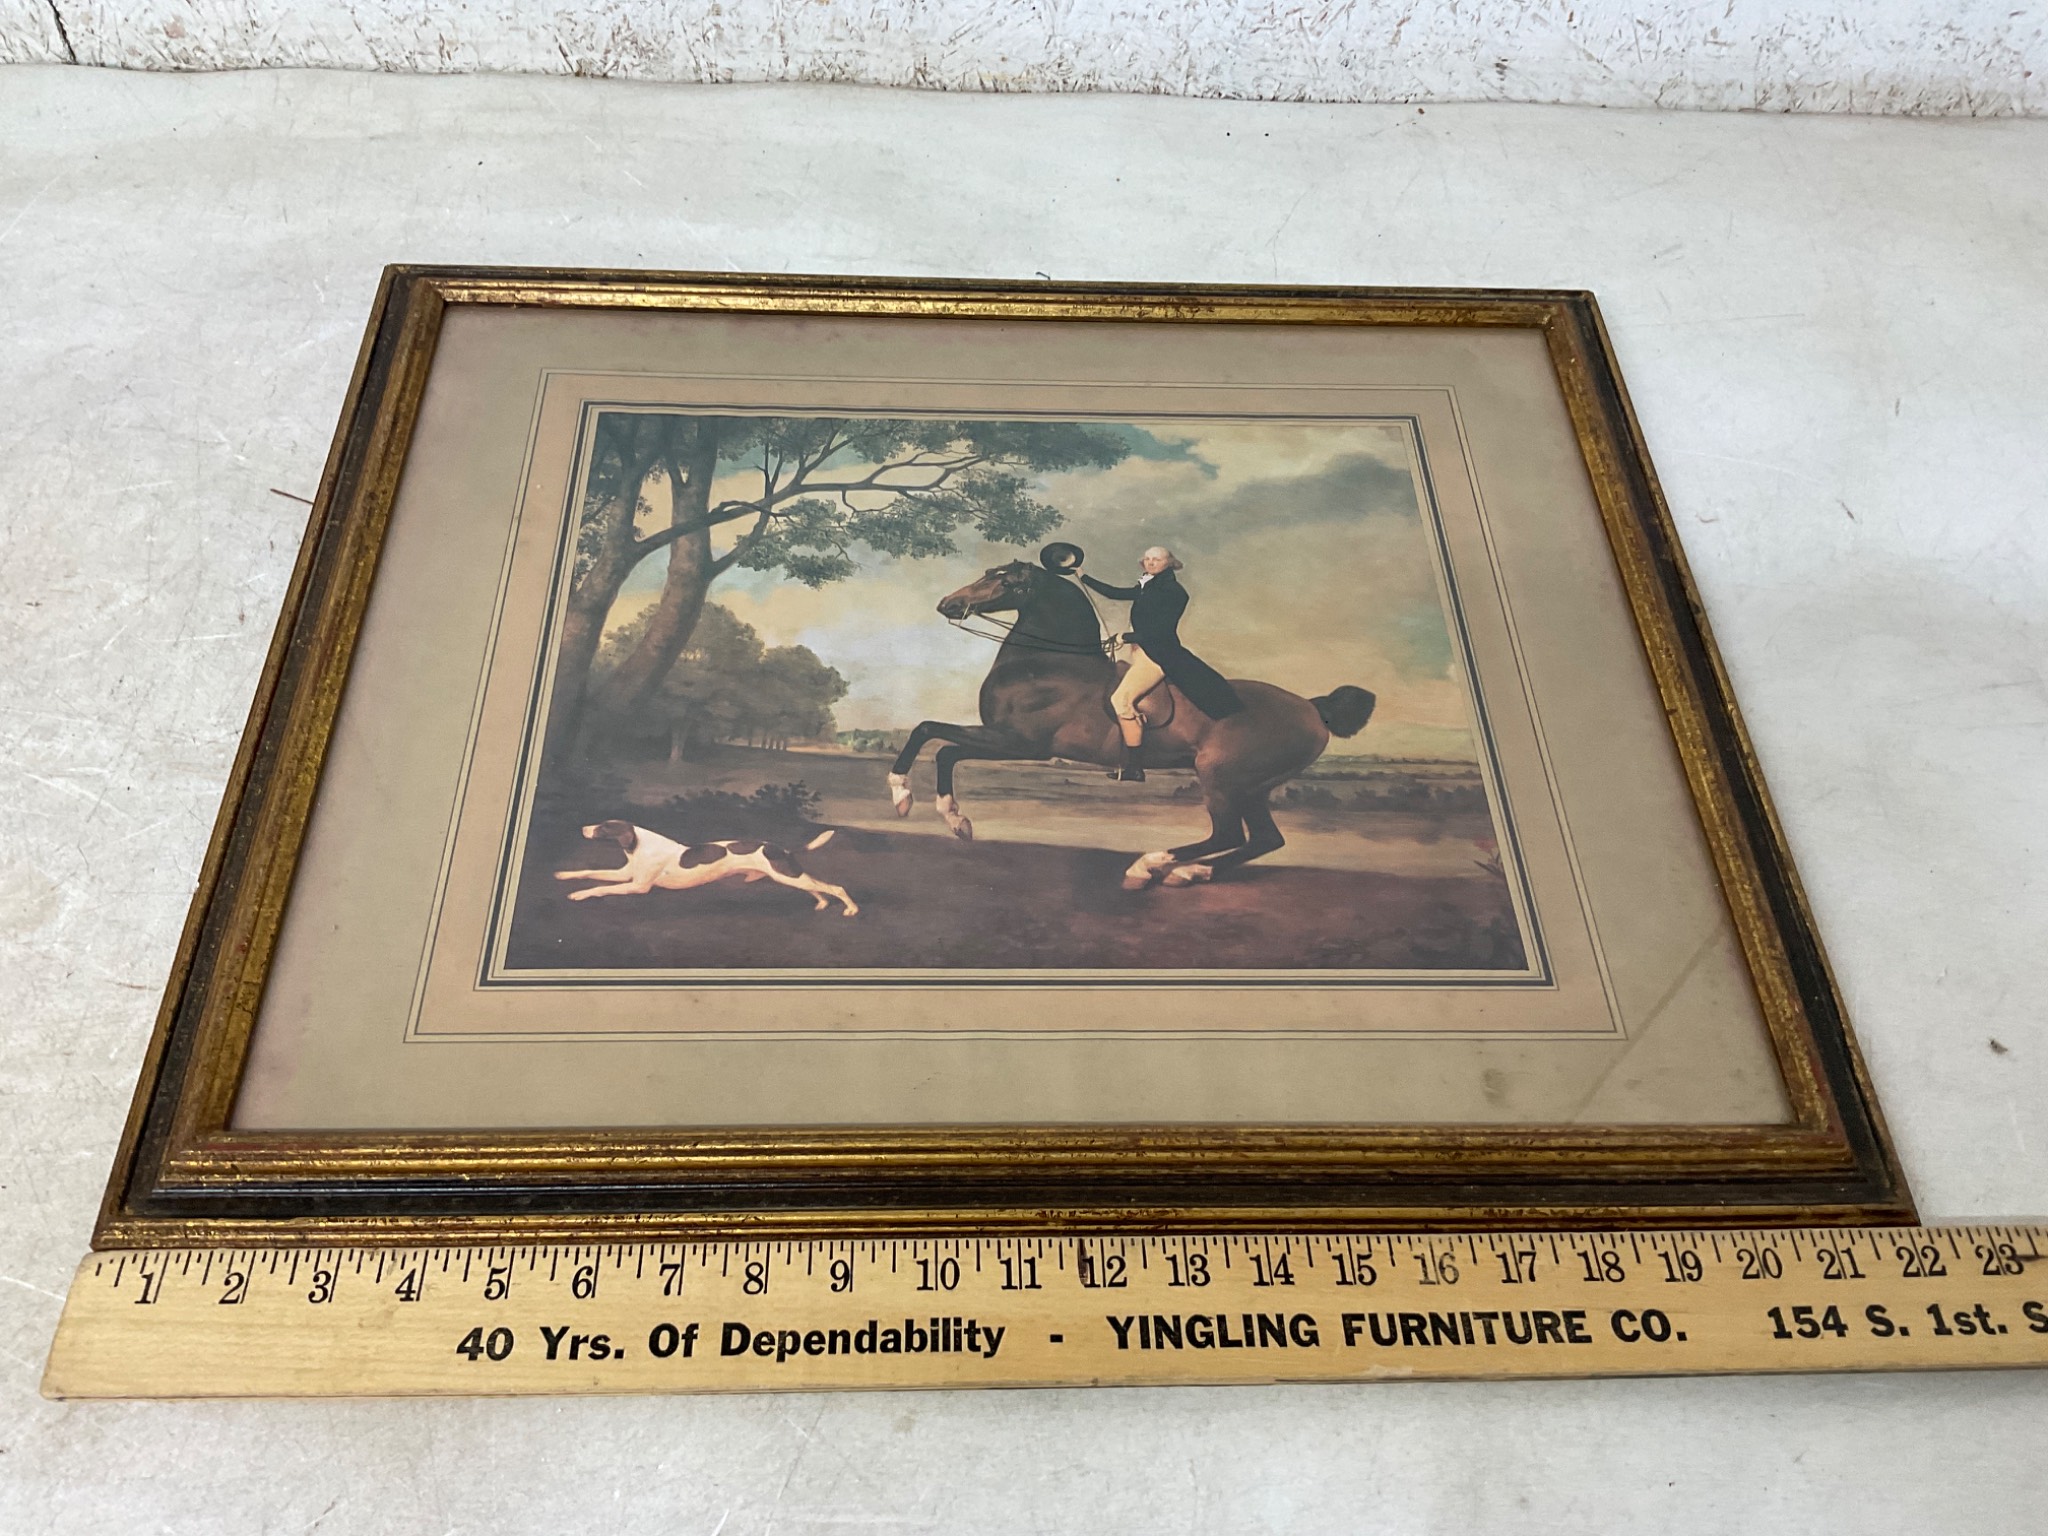 1 2 3 4 5 6 7 8 9 10 11 12 13 14 15 16 17 18 19 20 21 22 23
40 Yrs. Of Dependability - YINGLING FURNITURE CO. 154 S. 1st. S